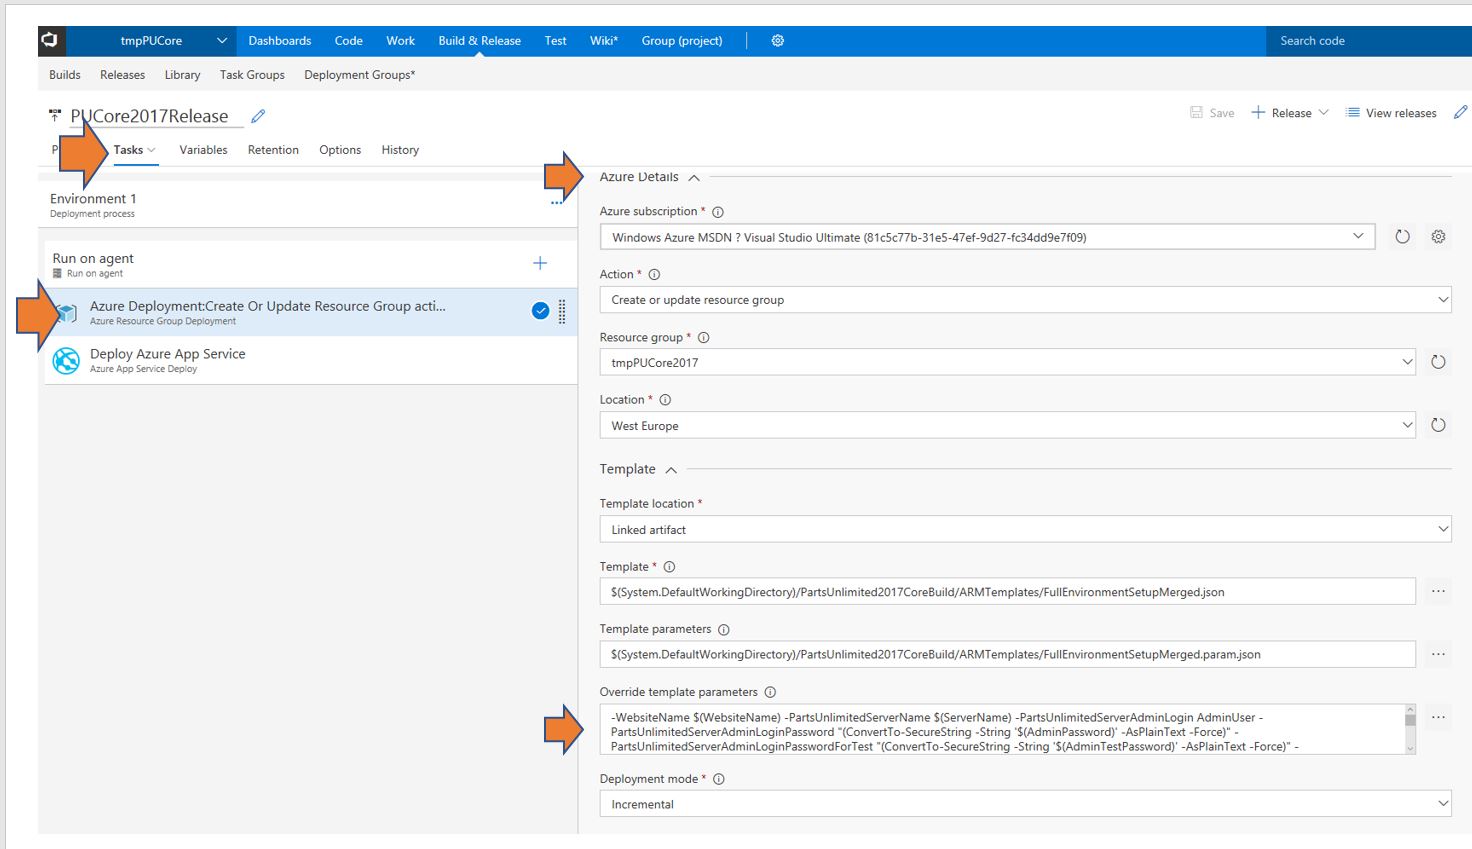 tmpPUCore Dashboards Code Work Build & Release Test Wiki* Group (project) Search code
Builds Releases Library Task Groups Deployment Groups*
PUCore2017Release
Save Release View releases
Tasks Variables Retention Options History
Azure Details
Environment 1
Deployment process
...
Run on agent
Run on agent
Azure Deployment:Create Or Update Resource Group acti...
Azure Resource Group Deployment
Deploy Azure App Service
Azure App Service Deploy
Azure subscription *
Windows Azure MSDN ? Visual Studio Ultimate (81c5c77b-31e5-47ef-9d27-fc34dd9e7f09)
Action *
Create or update resource group
Resource group *
tmpPUCore2017
Location *
West Europe
Template
Template location *
Linked artifact
Template *
$(System.DefaultWorkingDirectory)/PartsUnlimited2017CoreBuild/ARMTemplates/FullEnvironmentSetupMerged.json
...
Template parameters
$(System.DefaultWorkingDirectory)/PartsUnlimited2017CoreBuild/ARMTemplates/FullEnvironmentSetupMerged.param.json
...
Override template parameters
-WebsiteName $(WebsiteName) -PartsUnlimitedServerName $(ServerName) -PartsUnlimitedServerAdminLogin AdminUser -
PartsUnlimitedServerAdminLoginPassword "(ConvertTo-SecureString -String '$(AdminPassword)' -AsPlainText -Force)" -
PartsUnlimitedServerAdminLoginPasswordForTest "(ConvertTo-SecureString -String '$(AdminTestPassword)' -AsPlainText -Force)" -
...
Deployment mode *
Incremental